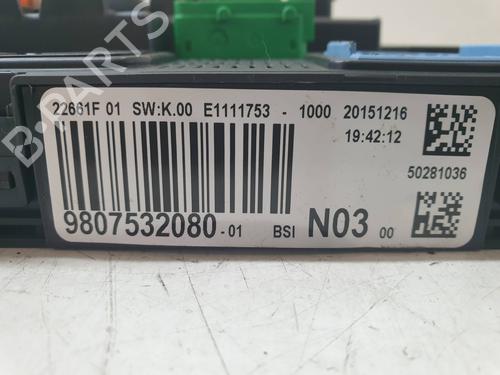 22661F 01 SW:K.00 E1111753 - 1000 20151216
19:42:12
50281036
9807532080-01 BSI N03 00
B-PARTS